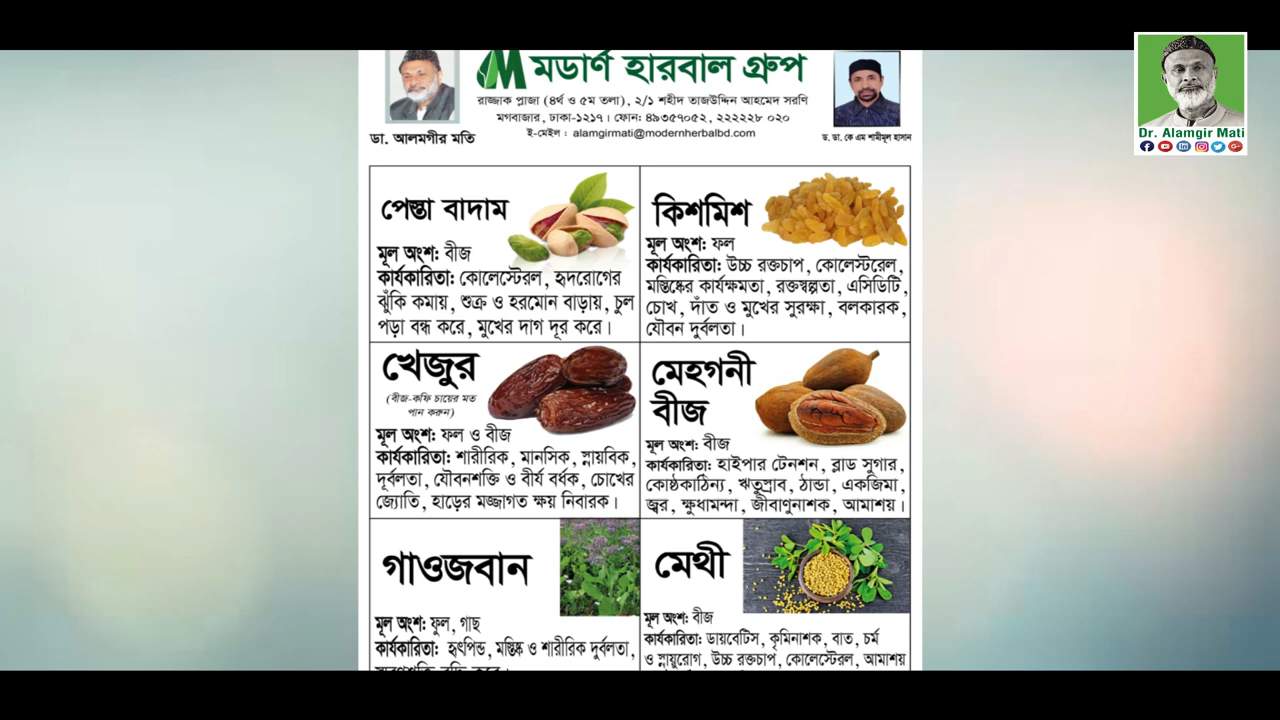 মডার্ণ হারবাল গ্রুপ
রাজ্জাক প্লাজা (৪র্থ ও ৫ম তলা), ২/১ শহীদ তাজউদ্দিন আহমেদ সরণি
মগবাজার, ঢাকা-১২১৭। ফোন: ৪৯৩৫৭০৫২, ২২২২২৮ ০২০
ই-মেইল : alamgirmati@modernherbalbd.com
ডা. আলমগীর মতি
ড. ডা. কে এম শামীমুল হাসান
Dr. Alamgir Mati
পেস্তা বাদাম
মূল অংশ: বীজ
কার্যকারিতা: কোলেস্টেরল, হৃদরোগের
ঝুঁকি কমায়, শুক্র ও হরমোন বাড়ায়, চুল
পড়া বন্ধ করে, মুখের দাগ দূর করে।
কিশমিশ
মূল অংশ: ফল
কার্যকারিতা: উচ্চ রক্তচাপ, কোলেস্টরেল,
মস্তিষ্কের কার্যক্ষমতা, রক্তস্বল্পতা, এসিডিটি,
চোখ, দাঁত ও মুখের সুরক্ষা, বলকারক,
যৌবন দুর্বলতা।
খেজুর
(বীজ-কফি চায়ের মত
পান করুন)
মূল অংশ: ফল ও বীজ
কার্যকারিতা: শারীরিক, মানসিক, স্নায়বিক,
দূর্বলতা, যৌবনশক্তি ও বীর্য বর্ধক, চোখের
জ্যোতি, হাড়ের মজ্জাগত ক্ষয় নিবারক।
মেহগনী
বীজ
মূল অংশ: বীজ
কার্যকারিতা: হাইপার টেনশন, ব্লাড সুগার,
কোষ্ঠকাঠিন্য, ঋতুস্রাব, ঠান্ডা, একজিমা,
জ্বর, ক্ষুধামন্দা, জীবাণুনাশক, আমাশয়।
গাওজবান
মূল অংশ: ফুল, গাছ
কার্যকারিতা: হৃৎপিন্ড, মস্তিষ্ক ও শারীরিক দুর্বলতা,
মেথী
মূল অংশ: বীজ
কার্যকারিতা: ডায়বেটিস, কৃমিনাশক, বাত, চর্ম
ও স্নায়ুরোগ, উচ্চ রক্তচাপ, কোলেস্টেরল, আমাশয়